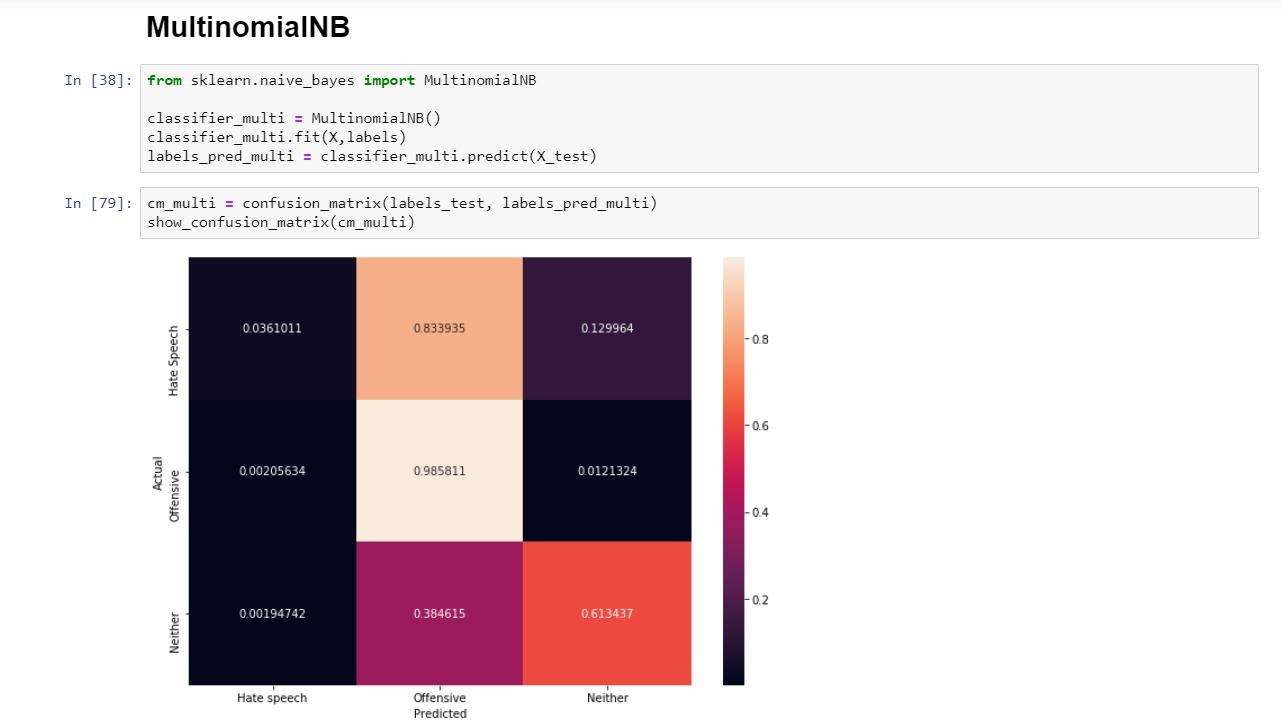 MultinomialNB
In [38]:
from sklearn.naive_bayes import MultinomialNB
classifier_multi = MultinomialNB()
classifier_multi.fit(X,labels)
labels_pred_multi = classifier_multi.predict(X_test)
In [79]:
cm_multi = confusion_matrix(labels_test, labels_pred_multi)
show_confusion_matrix(cm_multi)
Actual
Hate Speech
0.0361011
0.833935
0.129964
Offensive
0.00205634
0.985811
0.0121324
Neither
0.00194742
0.384615
0.613437
Hate speech
Offensive
Neither
Predicted
0.8
0.6
0.4
0.2